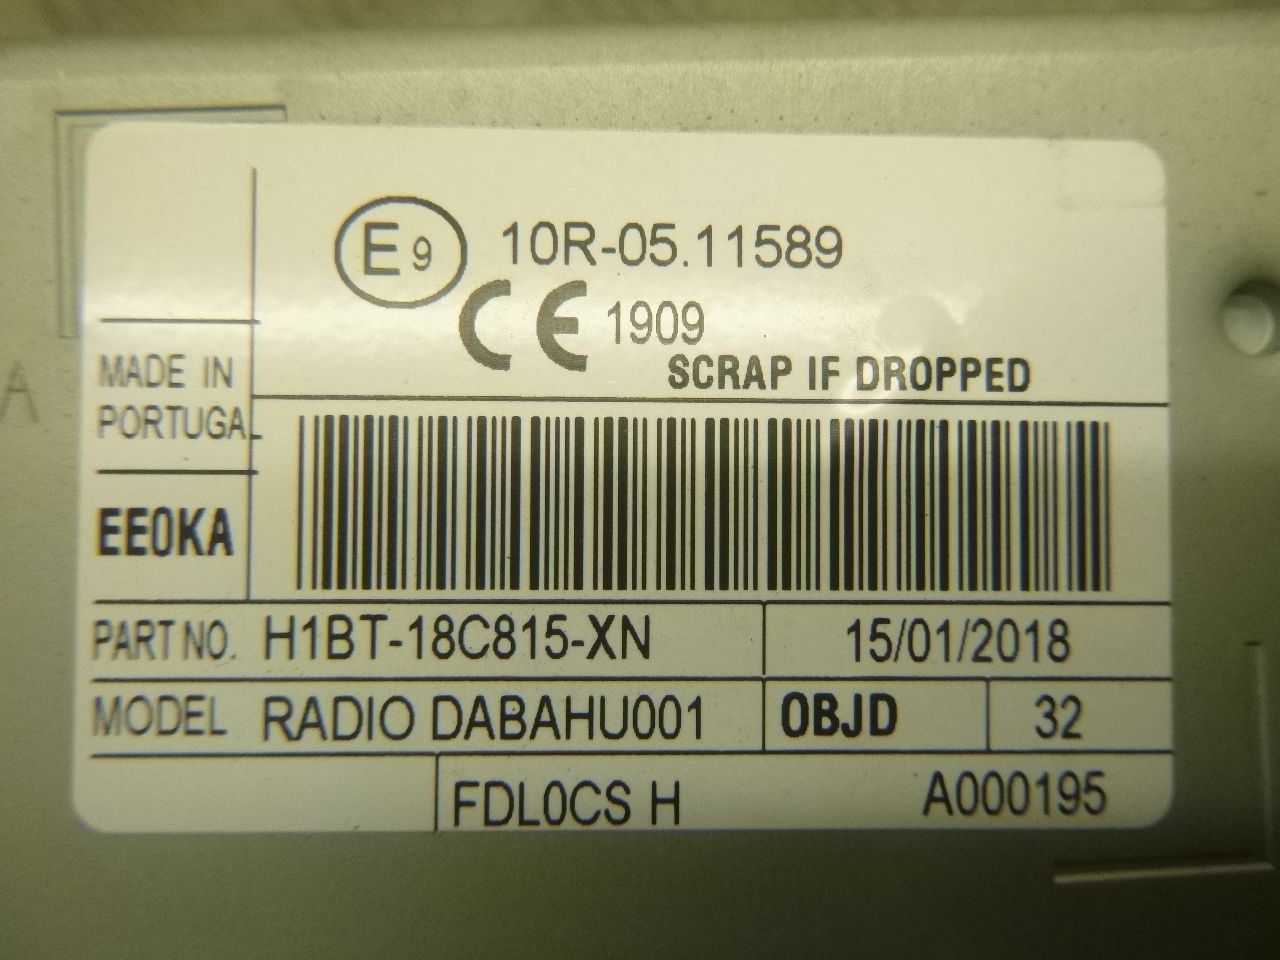 E9 10R-05.11589
CE 1909
SCRAP IF DROPPED
MADE IN
PORTUGAL
EE0KA
PART NO. H1BT-18C815-XN 15/01/2018
MODEL RADIO DABAHU001 0BJD 32
FDL0CS H A000195
A